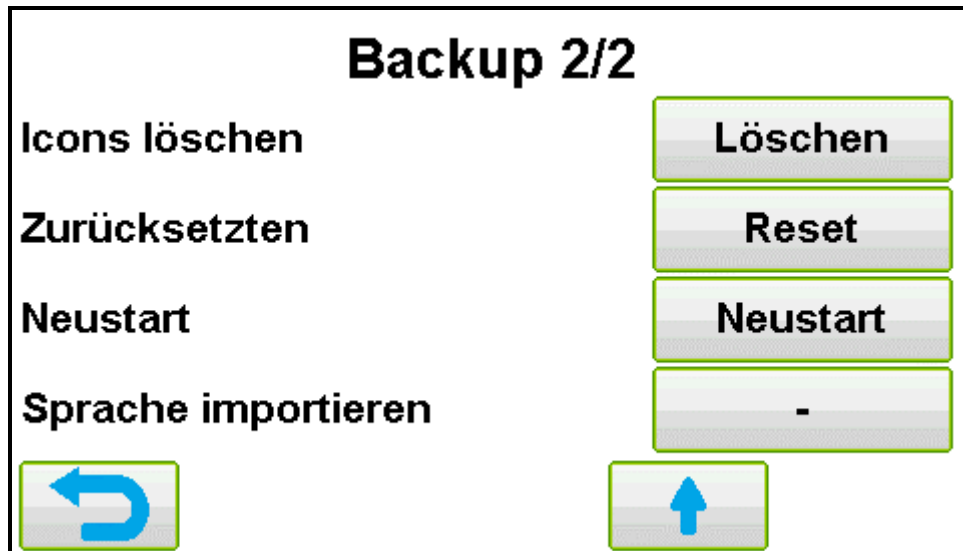 Backup 2/2
Icons löschen Löschen
Zurücksetzten Reset
Neustart Neustart
Sprache importieren -